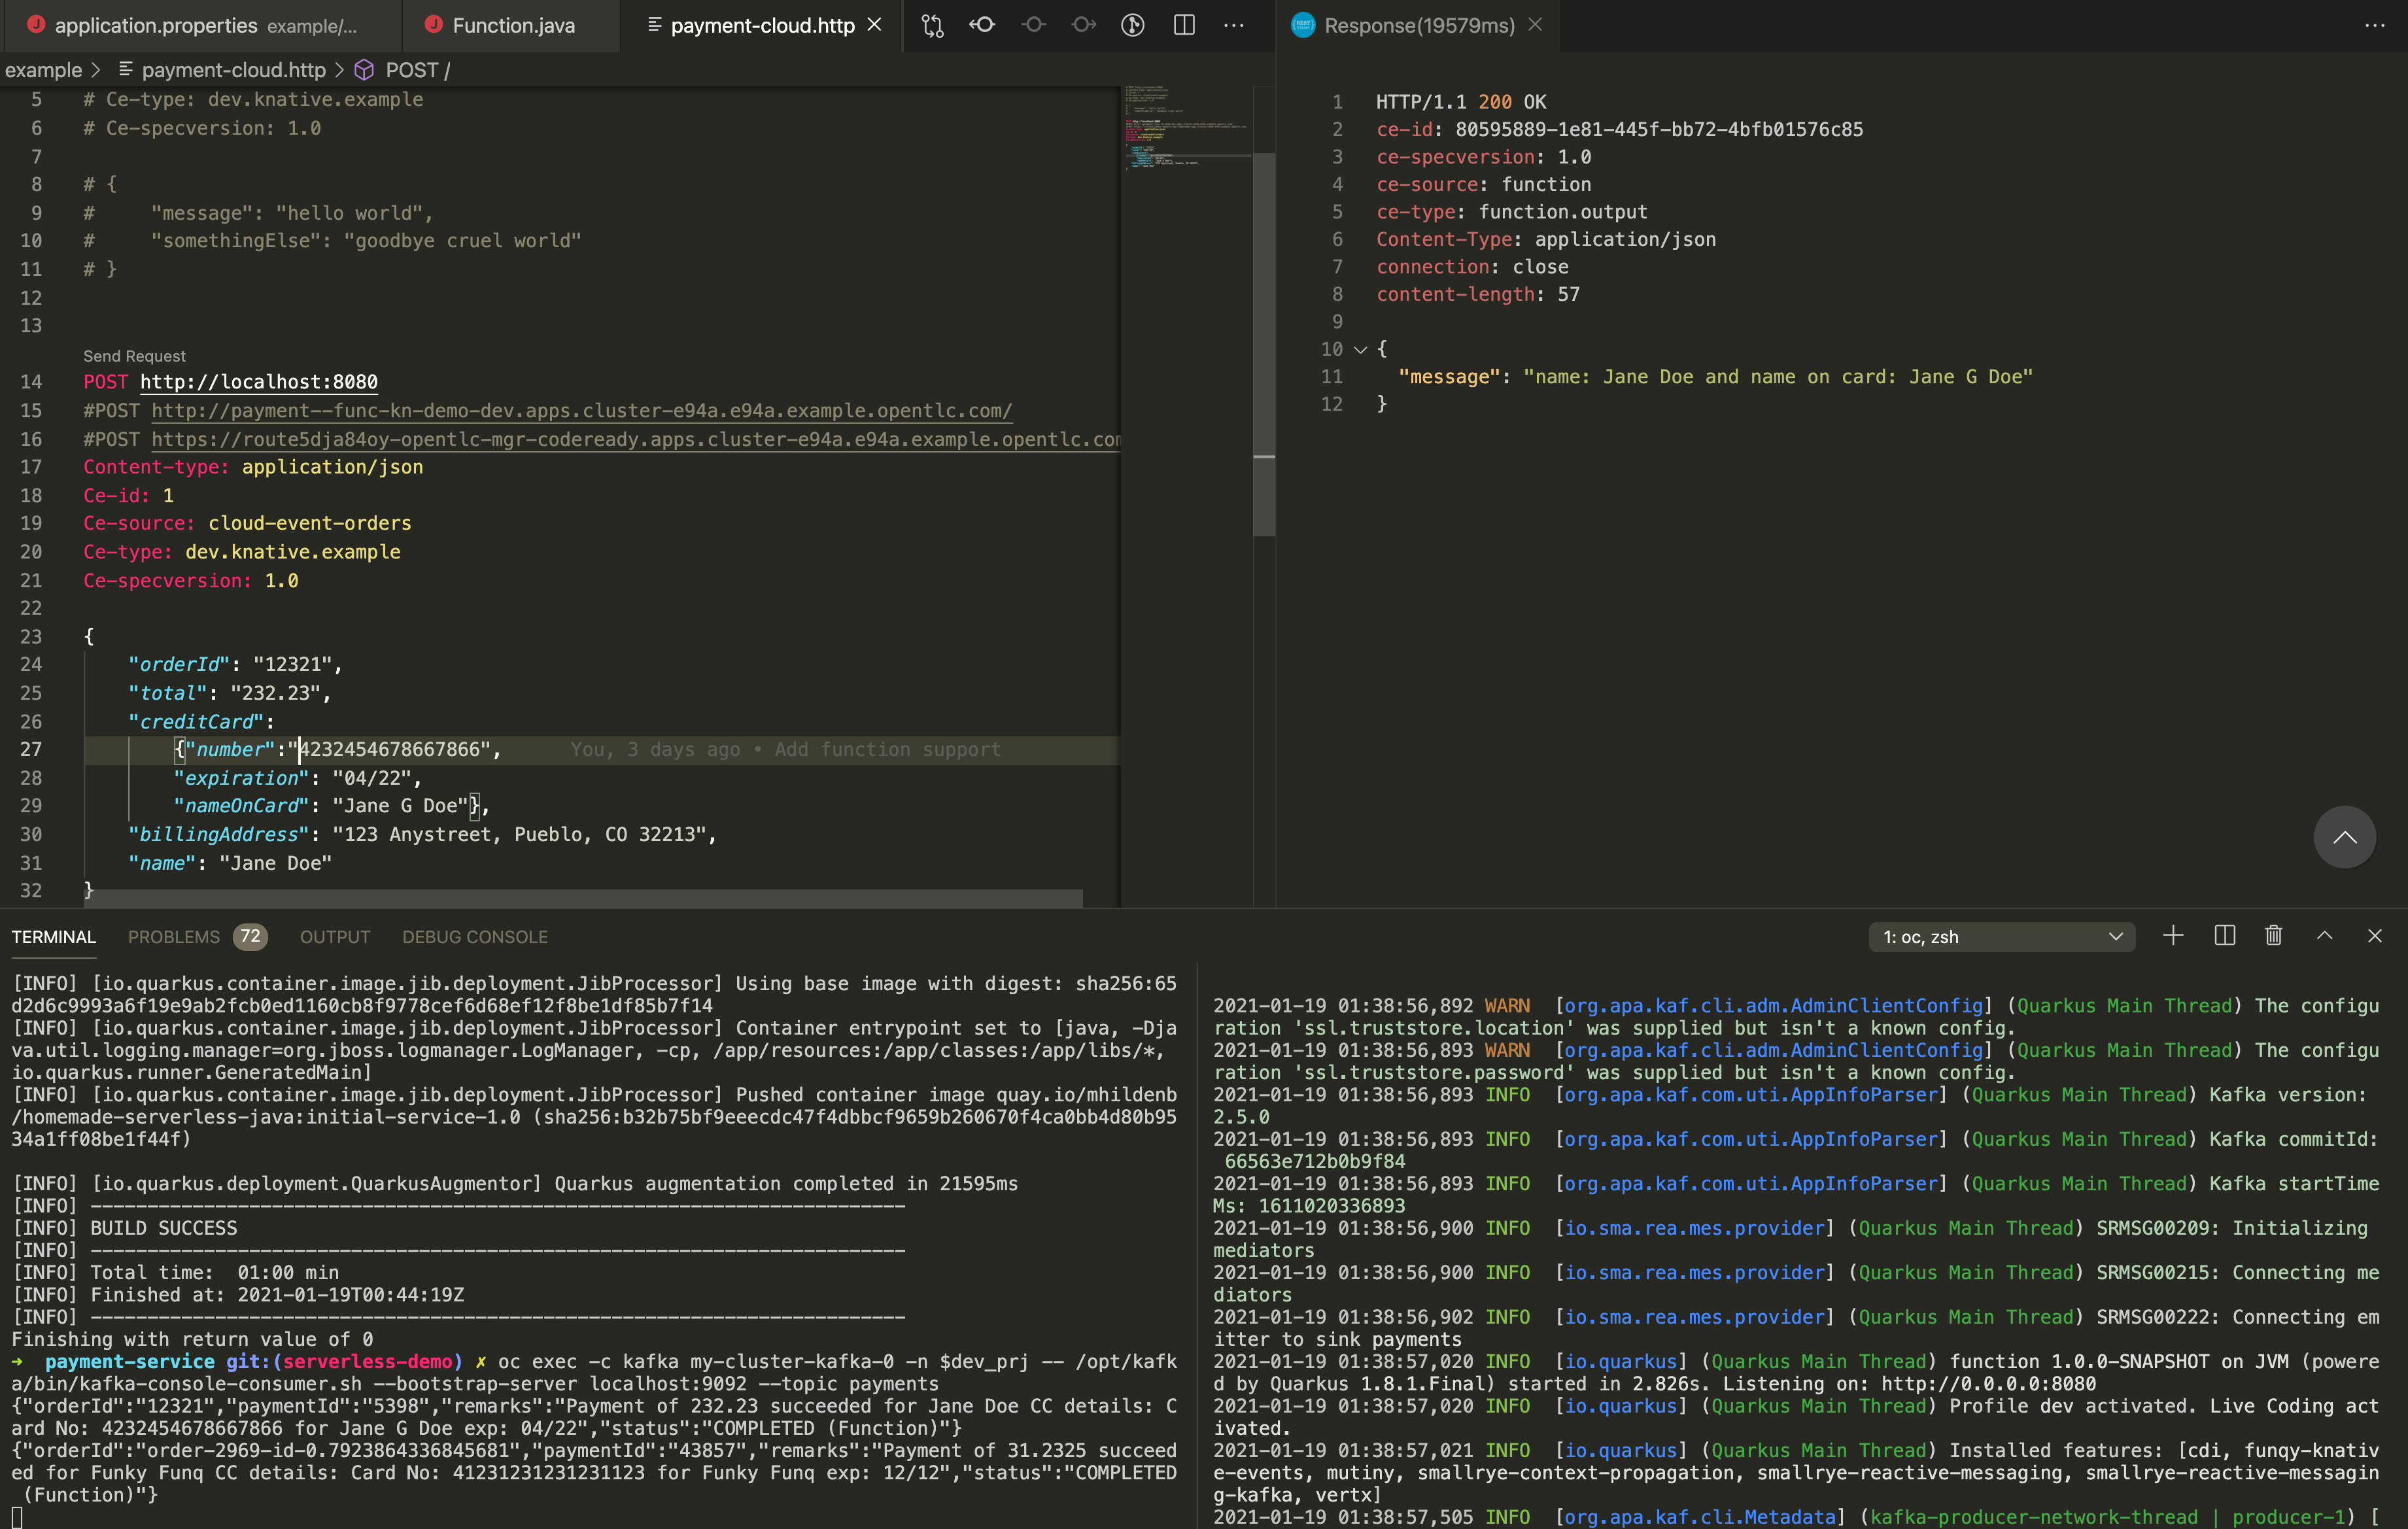 application.properties example/...
Function.java
payment-cloud.http
Response(19579ms)
example > payment-cloud.http > POST /
5 # Ce-type: dev.knative.example
6 # Ce-specversion: 1.0
7
8 # {
9 #     "message": "hello world",
10 #     "somethingElse": "goodbye cruel world"
11 # }
12
13
Send Request
14 POST http://localhost:8080
15 #POST http://payment--func-kn-demo-dev.apps.cluster-e94a.e94a.example.opentlc.com/
16 #POST https://route5dja84oy-opentlc-mgr-codeready.apps.cluster-e94a.e94a.example.opentlc.com
17 Content-type: application/json
18 Ce-id: 1
19 Ce-source: cloud-event-orders
20 Ce-type: dev.knative.example
21 Ce-specversion: 1.0
22
23 {
24     "orderId": "12321",
25     "total": "232.23",
26     "creditCard":
27         {"number":"4232454678667866", You, 3 days ago • Add function support
28         "expiration": "04/22",
29         "nameOnCard": "Jane G Doe"},
30     "billingAddress": "123 Anystreet, Pueblo, CO 32213",
31     "name": "Jane Doe"
32 }
1 HTTP/1.1 200 OK
2 ce-id: 80595889-1e81-445f-bb72-4bfb01576c85
3 ce-specversion: 1.0
4 ce-source: function
5 ce-type: function.output
6 Content-Type: application/json
7 connection: close
8 content-length: 57
9
10 {
11   "message": "name: Jane Doe and name on card: Jane G Doe"
12 }
TERMINAL PROBLEMS 72 OUTPUT DEBUG CONSOLE
1: oc, zsh
[INFO] [io.quarkus.container.image.jib.deployment.JibProcessor] Using base image with digest: sha256:65
d2d6c9993a6f19e9ab2fcb0ed1160cb8f9778cef6d68ef12f8be1df85b7f14
[INFO] [io.quarkus.container.image.jib.deployment.JibProcessor] Container entrypoint set to [java, -Dja
va.util.logging.manager=org.jboss.logmanager.LogManager, -cp, /app/resources:/app/classes:/app/libs/*,
io.quarkus.runner.GeneratedMain]
[INFO] [io.quarkus.container.image.jib.deployment.JibProcessor] Pushed container image quay.io/mhildenb
/homemade-serverless-java:initial-service-1.0 (sha256:b32b75bf9eeecdc47f4dbbcf9659b260670f4ca0bb4d80b95
34a1ff08be1f44f)
[INFO] [io.quarkus.deployment.QuarkusAugmentor] Quarkus augmentation completed in 21595ms
[INFO] ------------------------------------------------------------------------
[INFO] BUILD SUCCESS
[INFO] ------------------------------------------------------------------------
[INFO] Total time:  01:00 min
[INFO] Finished at: 2021-01-19T00:44:19Z
[INFO] ------------------------------------------------------------------------
Finishing with return value of 0
➜  payment-service git:(serverless-demo) ✗ oc exec -c kafka my-cluster-kafka-0 -n $dev_prj -- /opt/kafk
a/bin/kafka-console-consumer.sh --bootstrap-server localhost:9092 --topic payments
{"orderId":"12321","paymentId":"5398","remarks":"Payment of 232.23 succeeded for Jane Doe CC details: C
ard No: 4232454678667866 for Jane G Doe exp: 04/22","status":"COMPLETED (Function)"}
{"orderId":"order-2969-id-0.7923864336845681","paymentId":"43857","remarks":"Payment of 31.2325 succeed
ed for Funky Funq CC details: Card No: 41231231231231123 for Funky Funq exp: 12/12","status":"COMPLETED
 (Function)"}
2021-01-19 01:38:56,892 WARN  [org.apa.kaf.cli.adm.AdminClientConfig] (Quarkus Main Thread) The configu
ration 'ssl.truststore.location' was supplied but isn't a known config.
2021-01-19 01:38:56,893 WARN  [org.apa.kaf.cli.adm.AdminClientConfig] (Quarkus Main Thread) The configu
ration 'ssl.truststore.password' was supplied but isn't a known config.
2021-01-19 01:38:56,893 INFO  [org.apa.kaf.com.uti.AppInfoParser] (Quarkus Main Thread) Kafka version:
2.5.0
2021-01-19 01:38:56,893 INFO  [org.apa.kaf.com.uti.AppInfoParser] (Quarkus Main Thread) Kafka commitId:
 66563e712b0b9f84
2021-01-19 01:38:56,893 INFO  [org.apa.kaf.com.uti.AppInfoParser] (Quarkus Main Thread) Kafka startTime
Ms: 1611020336893
2021-01-19 01:38:56,900 INFO  [io.sma.rea.mes.provider] (Quarkus Main Thread) SRMSG00209: Initializing
mediators
2021-01-19 01:38:56,900 INFO  [io.sma.rea.mes.provider] (Quarkus Main Thread) SRMSG00215: Connecting me
diators
2021-01-19 01:38:56,902 INFO  [io.sma.rea.mes.provider] (Quarkus Main Thread) SRMSG00222: Connecting em
itter to sink payments
2021-01-19 01:38:57,020 INFO  [io.quarkus] (Quarkus Main Thread) function 1.0.0-SNAPSHOT on JVM (powere
d by Quarkus 1.8.1.Final) started in 2.826s. Listening on: http://0.0.0.0:8080
2021-01-19 01:38:57,020 INFO  [io.quarkus] (Quarkus Main Thread) Profile dev activated. Live Coding act
ivated.
2021-01-19 01:38:57,021 INFO  [io.quarkus] (Quarkus Main Thread) Installed features: [cdi, funqy-knativ
e-events, mutiny, smallrye-context-propagation, smallrye-reactive-messaging, smallrye-reactive-messagin
g-kafka, vertx]
2021-01-19 01:38:57,505 INFO  [org.apa.kaf.cli.Metadata] (kafka-producer-network-thread | producer-1) [